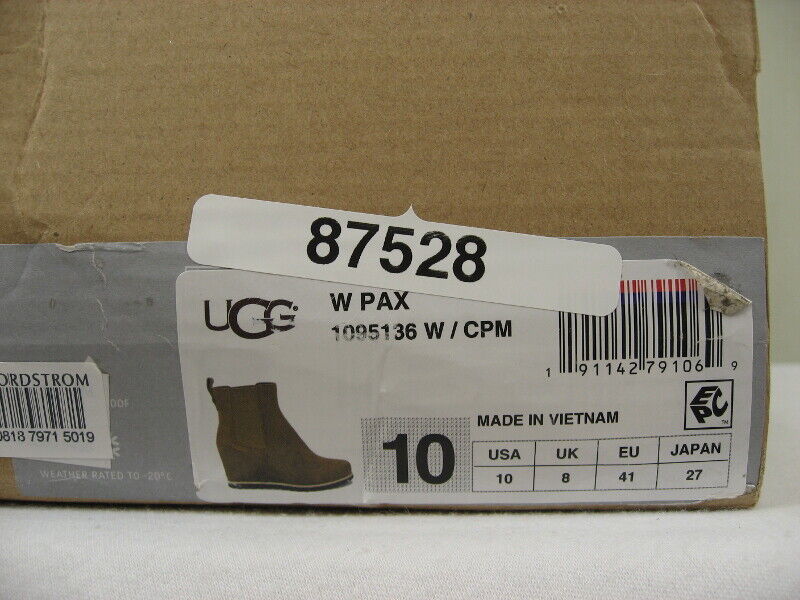 87528
UGG
W PAX
1095136 W / CPM
1 91142 79106 9
EPC™
MADE IN VIETNAM
10
USA UK EU JAPAN
10 8 41 27
ORDSTROM
0818 7971 5019
WEATHER RATED TO -20°C